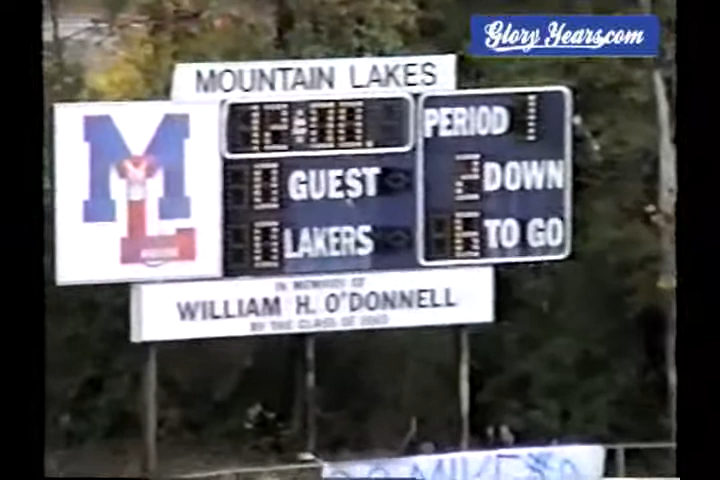 Glory Years.com
MOUNTAIN LAKES
12:00
PERIOD 1
ML
0 GUEST
2 DOWN
0 LAKERS
6 TO GO
IN MEMORY OF
WILLIAM H. O'DONNELL
BY THE CLASS OF